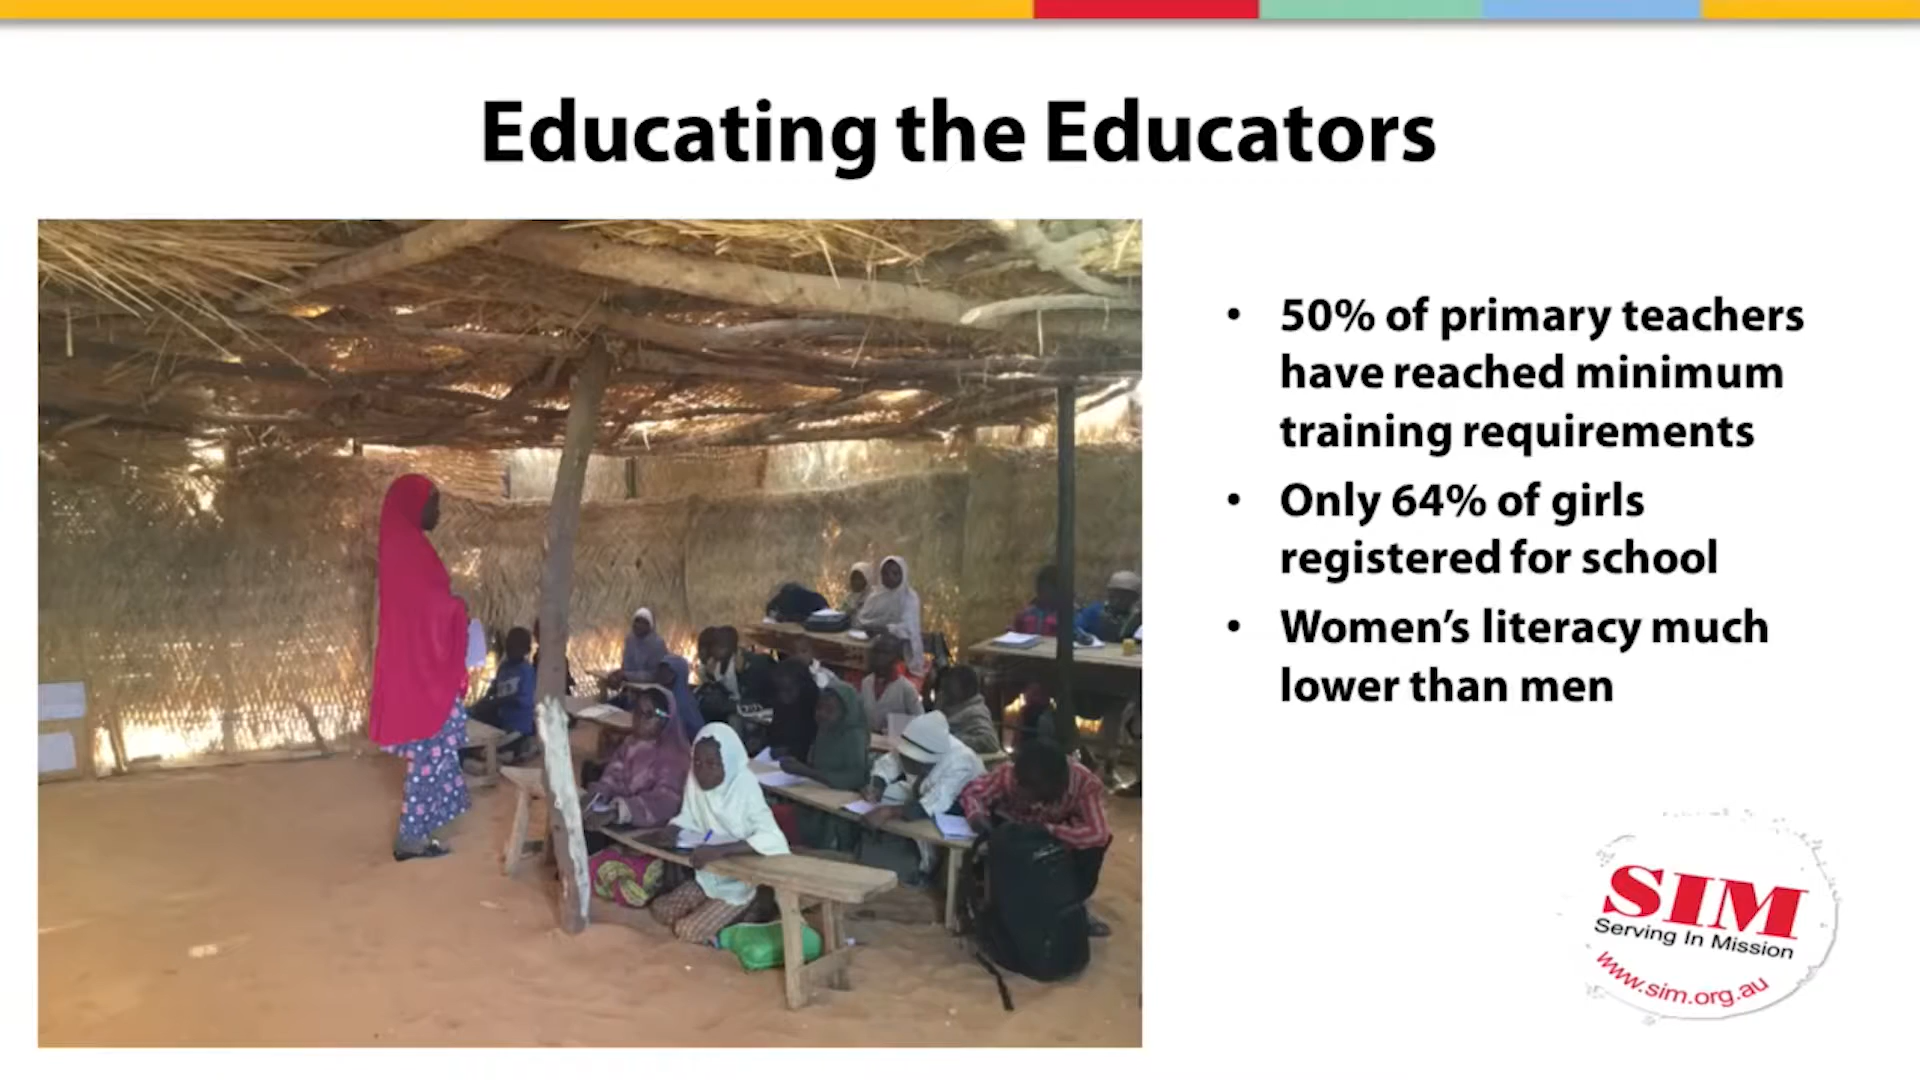 Educating the Educators
• 50% of primary teachers
have reached minimum
training requirements
• Only 64% of girls
registered for school
• Women’s literacy much
lower than men
SIM
Serving In Mission
www.sim.org.au